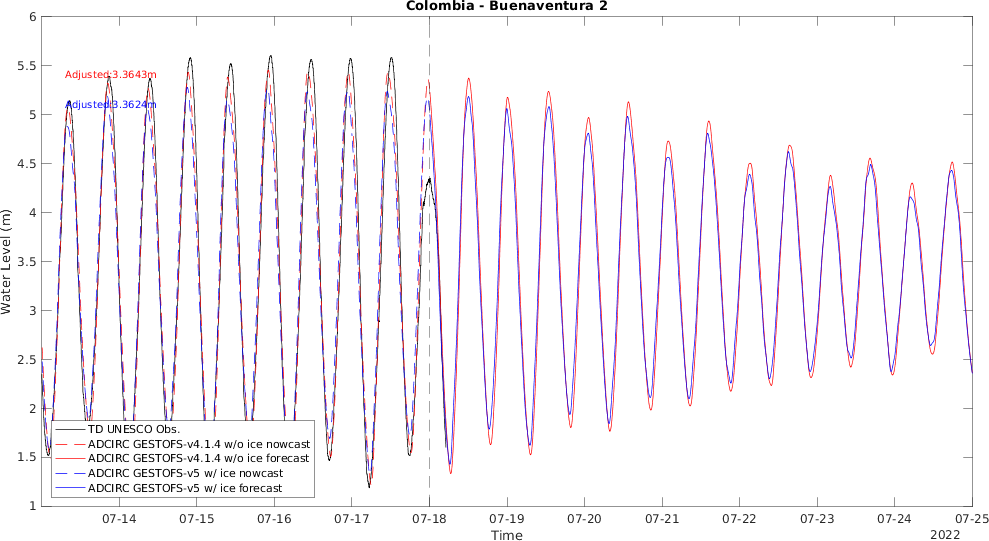 Colombia - Buenaventura 2
6
5.5
5
4.5
4
3.5
3
2.5
2
1.5
1
Water Level (m)
Adjusted:3.3643m
Adjusted:3.3624m
TD UNESCO Obs.
ADCIRC GESTOFS-v4.1.4 w/o ice nowcast
ADCIRC GESTOFS-v4.1.4 w/o ice forecast
ADCIRC GESTOFS-v5 w/ ice nowcast
ADCIRC GESTOFS-v5 w/ ice forecast
07-14 07-15 07-16 07-17 07-18 07-19 07-20 07-21 07-22 07-23 07-24 07-25
Time
2022